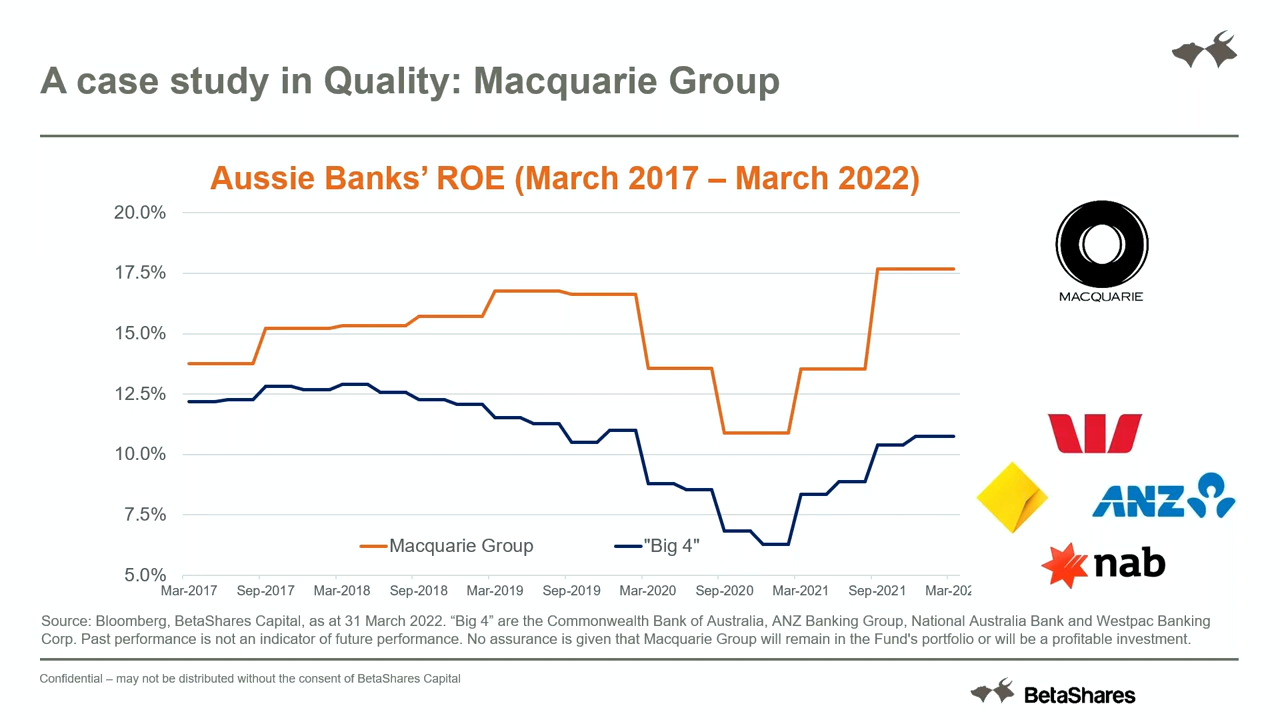 A case study in Quality: Macquarie Group
Aussie Banks’ ROE (March 2017 – March 2022)
20.0%
17.5%
15.0%
12.5%
10.0%
7.5%
5.0%
Macquarie Group
"Big 4"
Mar-2017 Sep-2017 Mar-2018 Sep-2018 Mar-2019 Sep-2019 Mar-2020 Sep-2020 Mar-2021 Sep-2021 Mar-202
MACQUARIE
ANZ
nab
Source: Bloomberg, BetaShares Capital, as at 31 March 2022. “Big 4” are the Commonwealth Bank of Australia, ANZ Banking Group, National Australia Bank and Westpac Banking
Corp. Past performance is not an indicator of future performance. No assurance is given that Macquarie Group will remain in the Fund's portfolio or will be a profitable investment.
Confidential – may not be distributed without the consent of BetaShares Capital
BetaShares